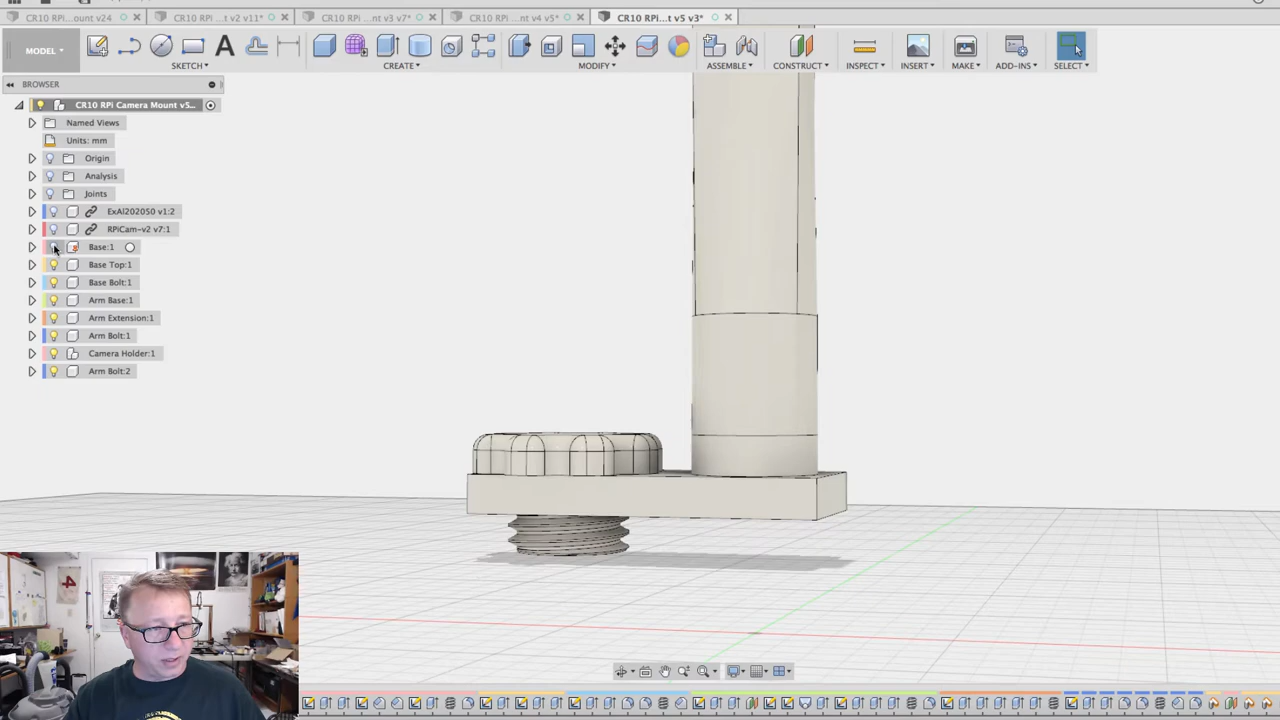 CR10 RPi...ount v24
CR10 RPi ...t v2 v11*
CR10 RPi ...nt v3 v7*
CR10 RPi ...nt v4 v5*
CR10 RPi...t v5 v3*
MODEL
SKETCH
CREATE
MODIFY
ASSEMBLE
CONSTRUCT
INSPECT
INSERT
MAKE
ADD-INS
SELECT
BROWSER
CR10 RPi Camera Mount v5...
Named Views
Units: mm
Origin
Analysis
Joints
ExAl202050 v1:2
RPiCam-v2 v7:1
Base:1
Base Top:1
Base Bolt:1
Arm Base:1
Arm Extension:1
Arm Bolt:1
Camera Holder:1
Arm Bolt:2